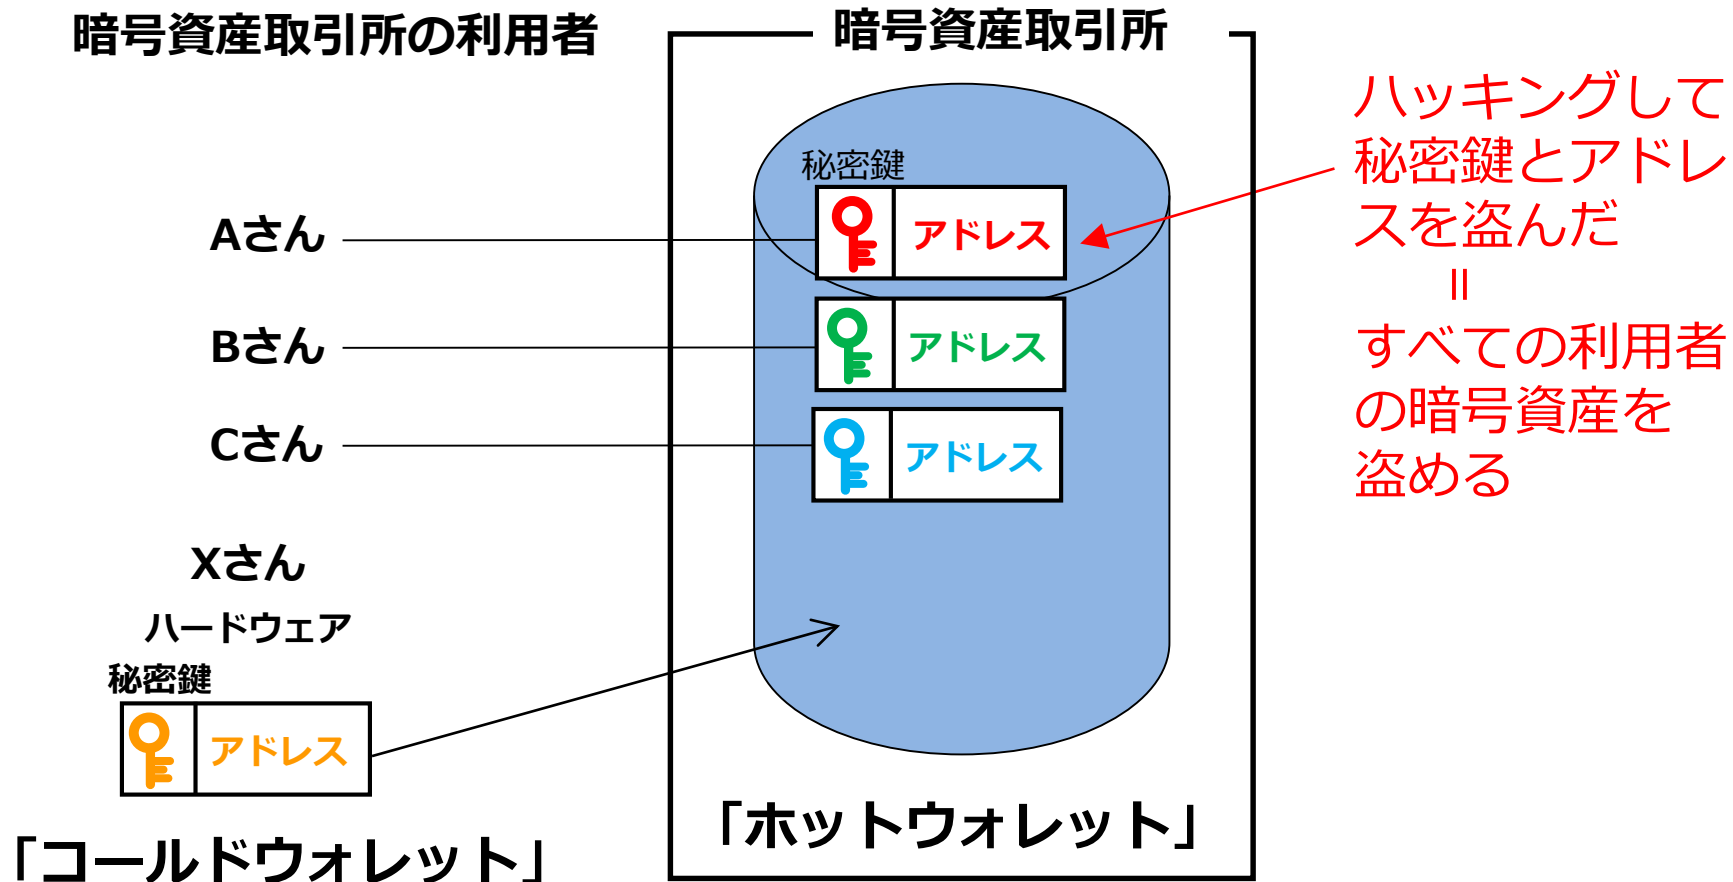 暗号資産取引所の利用者
暗号資産取引所
ハッキングして
秘密鍵とアドレ
スを盗んだ
=
すべての利用者
の暗号資産を
盗める
秘密鍵
Aさん
アドレス
Bさん
アドレス
Cさん
アドレス
Xさん
ハードウェア
秘密鍵
アドレス
「コールドウォレット」
「ホットウォレット」